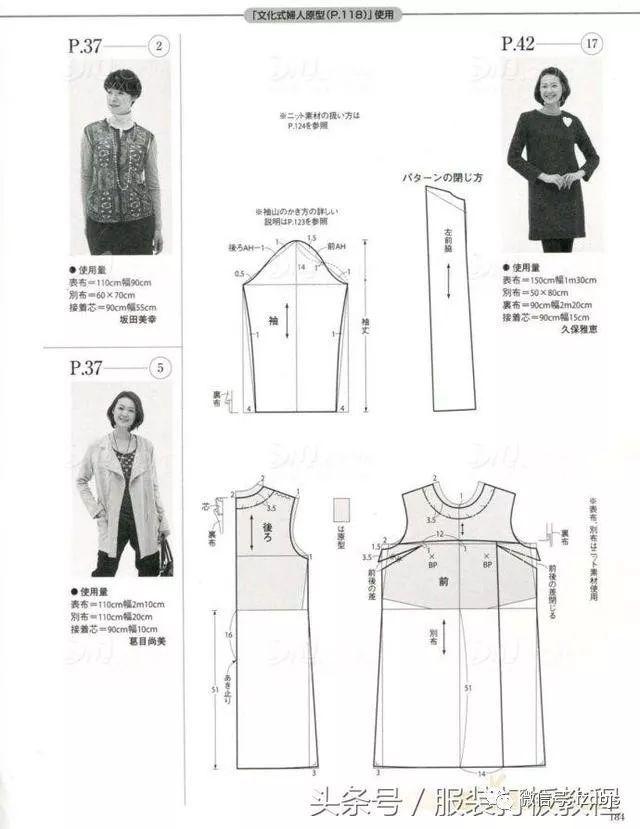 「文化式婦人原型(P.118)」使用
P.37
2
● 使用量
表布=110cm幅90cm
別布=60×70cm
接着芯=90cm幅55cm
坂田美幸
P.37
5
● 使用量
表布=110cm幅2m10cm
別布=110cm幅20cm
接着芯=90cm幅10cm
葛目尚美
P.42
17
● 使用量
表布=150cm幅1m30cm
別布=50×80cm
裏布=90cm幅2m20cm
接着芯=90cm幅15cm
久保雅恵
※ニット素材の扱い方は
P.124を参照
※袖山のかき方の詳しい
説明はP.123を参照
後ろAH-1
1
1.5
前AH
0.5
14
1
1
1
袖
1
袖丈
裏布
4
4
パターンの閉じ方
左前脇
2
2
1
3.5
芯
裏布
後ろ
1
は原型
16
あき止り
51
3
2
2
1
3.5
12
3.5
1
1
BP
BP
裏布
前後の差
前
前後の差閉じる
別布
51
14
3
※表布、別布はニット素材使用
头条号／服装打板教程
184